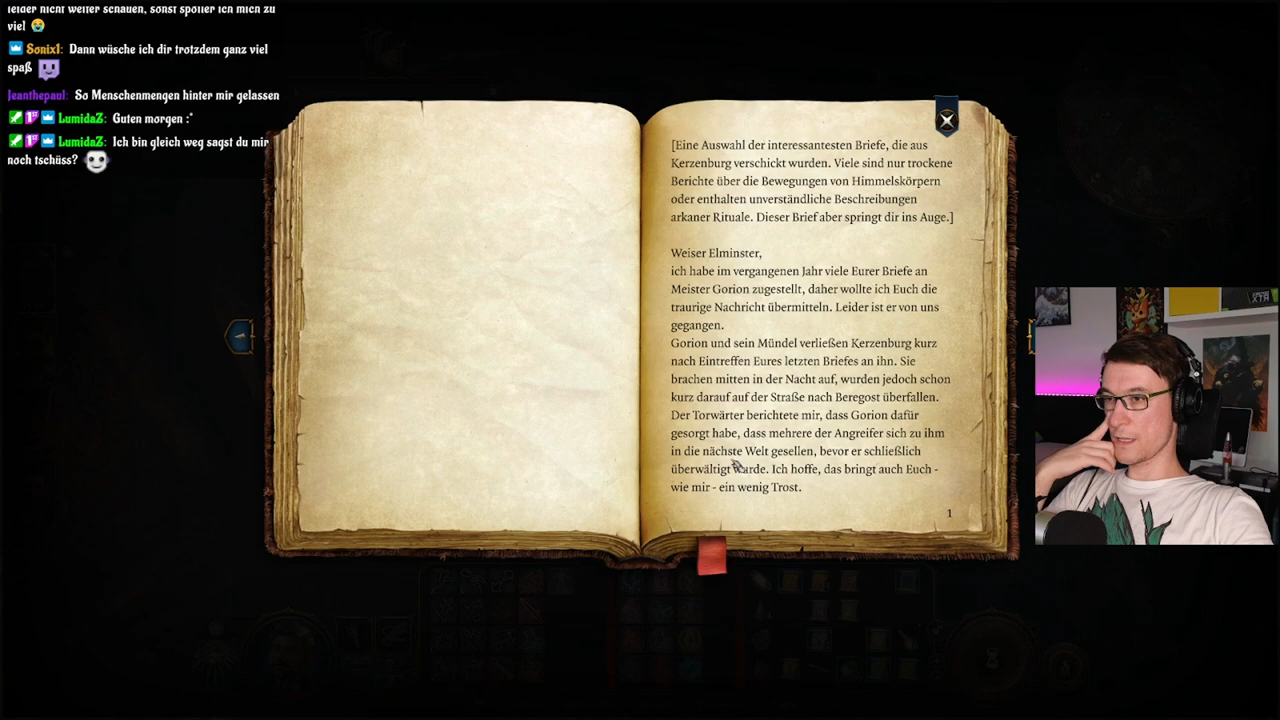 leider nicht weiter schauen, sonst spoiler ich mich zu
viel
Sonix1: Dann wüsche ich dir trotzdem ganz viel
spaß
Jeanthepaul: So Menschenmengen hinter mir gelassen
LumidaZ: Guten morgen :*
LumidaZ: Ich bin gleich weg sagst du mir
noch tschüss?
[Eine Auswahl der interessantesten Briefe, die aus
Kerzenburg verschickt wurden. Viele sind nur trockene
Berichte über die Bewegungen von Himmelskörpern
oder enthalten unverständliche Beschreibungen
arkaner Rituale. Dieser Brief aber springt dir ins Auge.]
Weiser Elminster,
ich habe im vergangenen Jahr viele Eurer Briefe an
Meister Gorion zugestellt, daher wollte ich Euch die
traurige Nachricht übermitteln. Leider ist er von uns
gegangen.
Gorion und sein Mündel verließen Kerzenburg kurz
nach Eintreffen Eures letzten Briefes an ihn. Sie
brachen mitten in der Nacht auf, wurden jedoch schon
kurz darauf auf der Straße nach Beregost überfallen.
Der Torwärter berichtete mir, dass Gorion dafür
gesorgt habe, dass mehrere der Angreifer sich zu ihm
in die nächste Welt gesellen, bevor er schließlich
überwältigt wurde. Ich hoffe, das bringt auch Euch -
wie mir - ein wenig Trost.
1